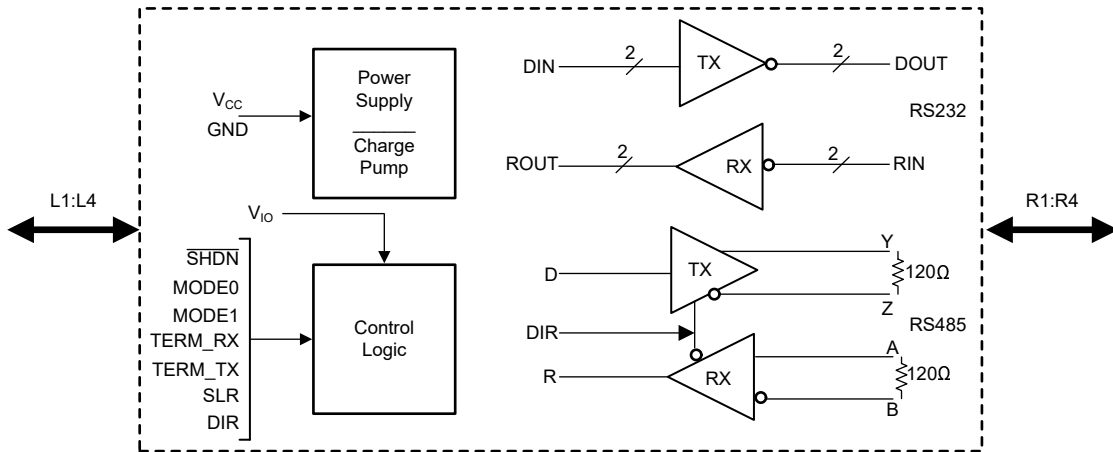 L1:L4
V_CC
GND
Power
Supply
Charge
Pump
V_IO
SHDN
MODE0
MODE1
TERM_RX
TERM_TX
SLR
DIR
Control
Logic
DIN
2
TX
2
DOUT
RS232
ROUT
2
RX
2
RIN
D
TX
Y
120Ω
Z
DIR
RS485
R
RX
A
120Ω
B
R1:R4